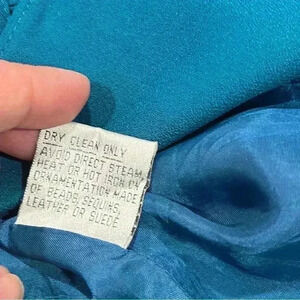 DRY CLEAN ONLY
AVOID DIRECT STEAM,
HEAT OR HOT IRON ON
ORNAMENTATION MADE
OF BEADS, SEQUINS,
LEATHER OR SUEDE